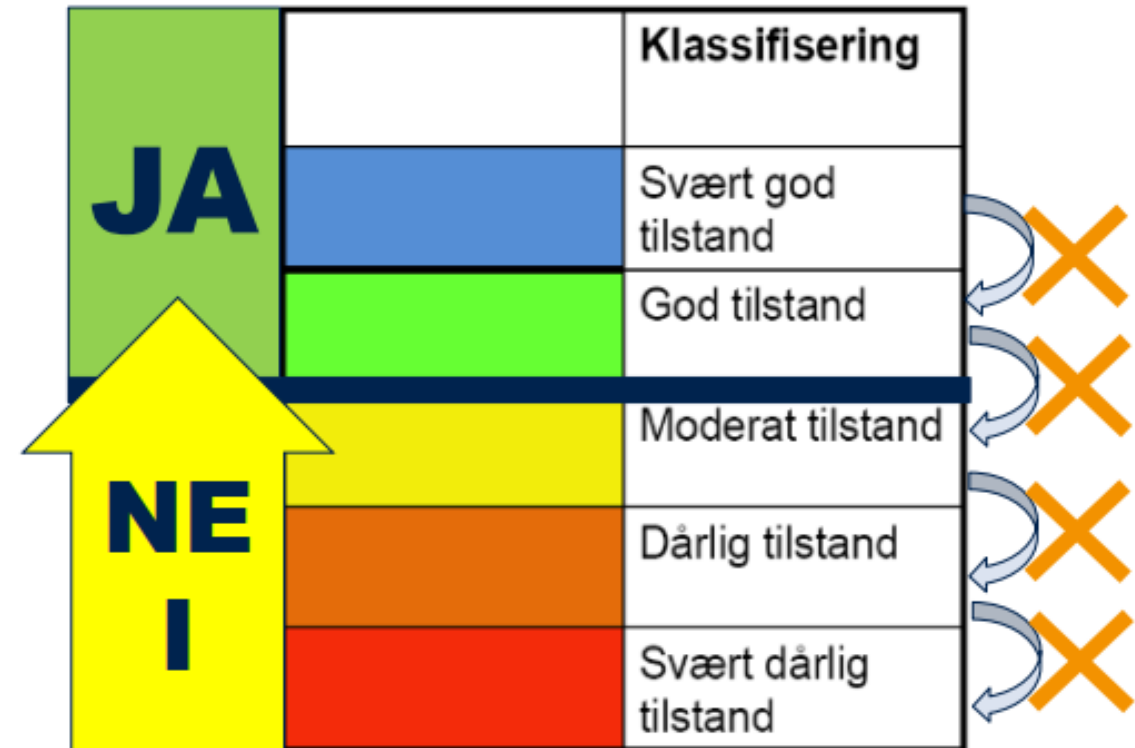 Klassifisering
JA
Svært god
tilstand
God tilstand
Moderat tilstand
NE
I
Dårlig tilstand
Svært dårlig
tilstand